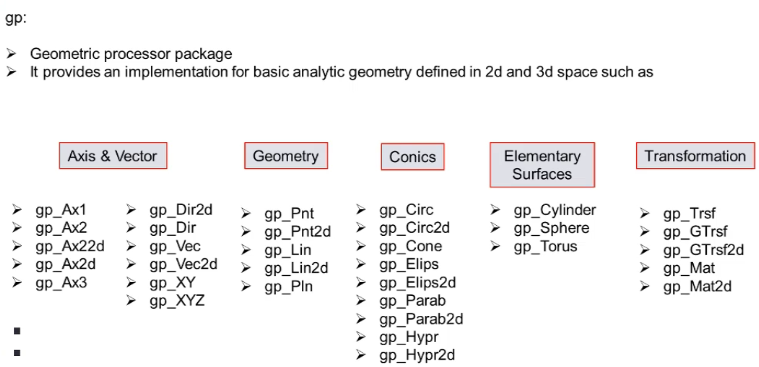 gp:
Geometric processor package
It provides an implementation for basic analytic geometry defined in 2d and 3d space such as
Axis & Vector
gp_Ax1
gp_Ax2
gp_Ax22d
gp_Ax2d
gp_Ax3
gp_Dir2d
gp_Dir
gp_Vec
gp_Vec2d
gp_XY
gp_XYZ
Geometry
gp_Pnt
gp_Pnt2d
gp_Lin
gp_Lin2d
gp_Pln
Conics
gp_Circ
gp_Circ2d
gp_Cone
gp_Elips
gp_Elips2d
gp_Parab
gp_Parab2d
gp_Hypr
gp_Hypr2d
Elementary
Surfaces
gp_Cylinder
gp_Sphere
gp_Torus
Transformation
gp_Trsf
gp_GTrsf
gp_GTrsf2d
gp_Mat
gp_Mat2d